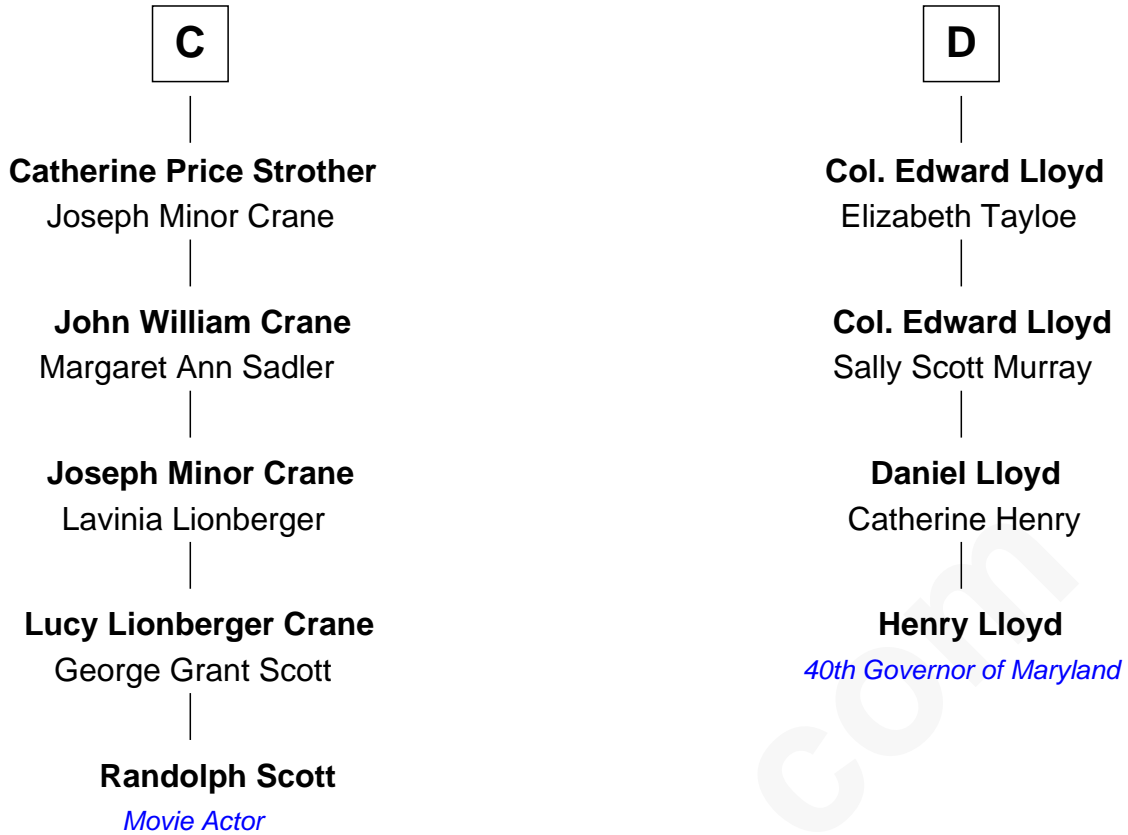 C
D
Catherine Price Strother
Joseph Minor Crane
Col. Edward Lloyd
Elizabeth Tayloe
John William Crane
Margaret Ann Sadler
Col. Edward Lloyd
Sally Scott Murray
Joseph Minor Crane
Lavinia Lionberger
Daniel Lloyd
Catherine Henry
Lucy Lionberger Crane
George Grant Scott
Henry Lloyd
40th Governor of Maryland
Randolph Scott
Movie Actor
com